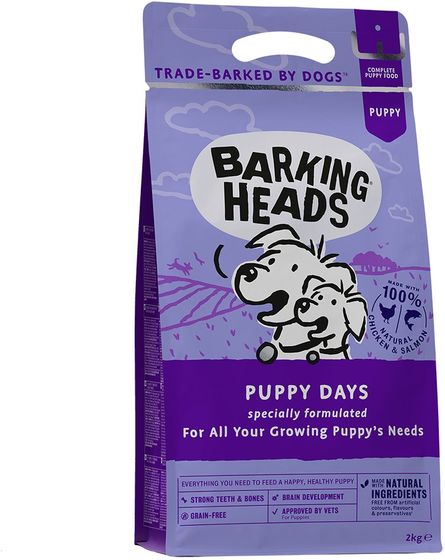 TRADE-BARKED BY DOGS™
COMPLETE
PUPPY FOOD
PUPPY
BARKING
HEADS®
MADE WITH
100%
NATURAL
CHICKEN & SALMON
PUPPY DAYS
specially formulated
For All Your Growing Puppy's Needs
EVERYTHING YOU NEED TO FEED A HAPPY, HEALTHY PUPPY
STRONG TEETH & BONES
BRAIN DEVELOPMENT
GRAIN-FREE
APPROVED BY VETS
For Puppies
MADE WITH
NATURAL
INGREDIENTS
FREE FROM artificial
colours, flavours
& preservatives
2kg e